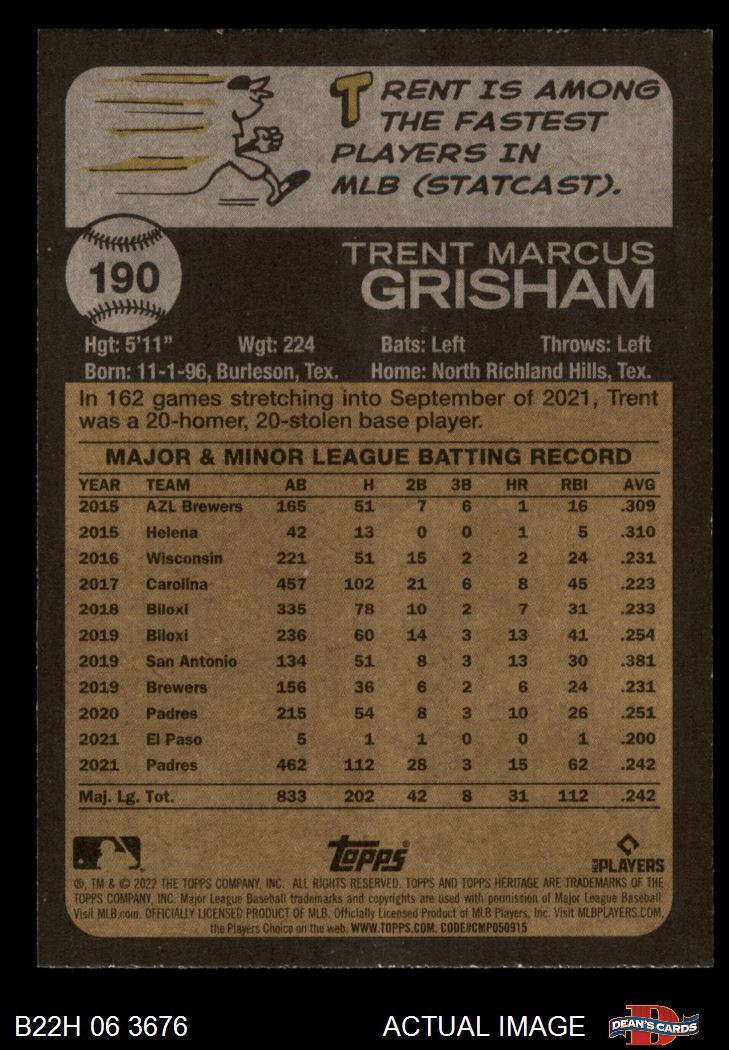 TRENT IS AMONG
THE FASTEST
PLAYERS IN
MLB (STATCAST).
190
TRENT MARCUS
GRISHAM
Hgt: 5'11" Wgt: 224 Bats: Left Throws: Left
Born: 11-1-96, Burleson, Tex. Home: North Richland Hills, Tex.
In 162 games stretching into September of 2021, Trent
was a 20-homer, 20-stolen base player.
MAJOR & MINOR LEAGUE BATTING RECORD
YEAR TEAM AB H 2B 3B HR RBI AVG
2015 AZL Brewers 165 51 7 6 1 16 .309
2015 Helena 42 13 0 0 1 5 .310
2016 Wisconsin 221 51 15 2 2 24 .231
2017 Carolina 457 102 21 6 8 45 .223
2018 Biloxi 335 78 10 2 7 31 .233
2019 Biloxi 236 60 14 3 13 41 .254
2019 San Antonio 134 51 8 3 13 30 .381
2019 Brewers 156 36 6 2 6 24 .231
2020 Padres 215 54 8 3 10 26 .251
2021 El Paso 5 1 1 0 0 1 .200
2021 Padres 462 112 28 3 15 62 .242
Maj. Lg. Tot. 833 202 42 8 31 112 .242
Topps
MLB PLAYERS
®, TM & © 2022 THE TOPPS COMPANY, INC. ALL RIGHTS RESERVED. TOPPS AND TOPPS HERITAGE ARE TRADEMARKS OF THE
TOPPS COMPANY, INC. Major League Baseball trademarks and copyrights are used with permission of Major League Baseball.
Visit MLB.com. OFFICIALLY LICENSED PRODUCT OF MLB. Officially Licensed Product of MLB Players, Inc. Visit MLBPLAYERS.COM,
the Players Choice on the web. WWW.TOPPS.COM. CODE#CMP050915
B22H 06 3676 ACTUAL IMAGE DEAN'S CARDS